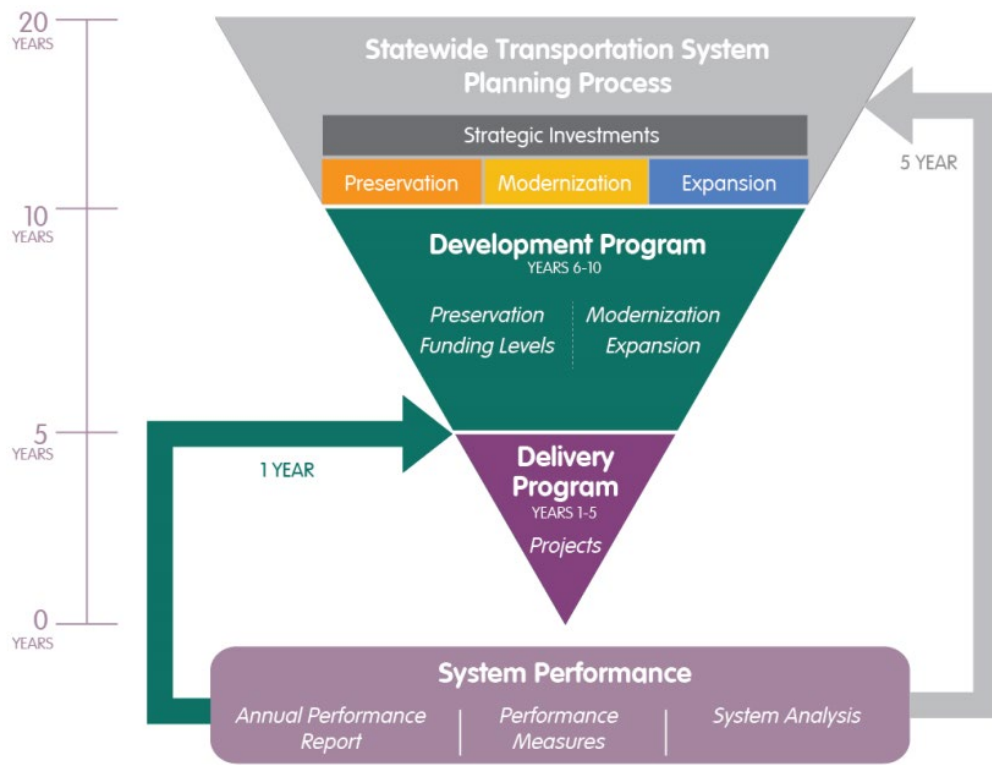 20
YEARS
Statewide Transportation System
Planning Process
Strategic Investments
Preservation
Modernization
Expansion
5 YEAR
10
YEARS
Development Program
YEARS 6-10
Preservation
Funding Levels
Modernization
Expansion
5
YEARS
1 YEAR
Delivery
Program
YEARS 1-5
Projects
0
YEARS
System Performance
Annual Performance
Report
Performance
Measures
System Analysis